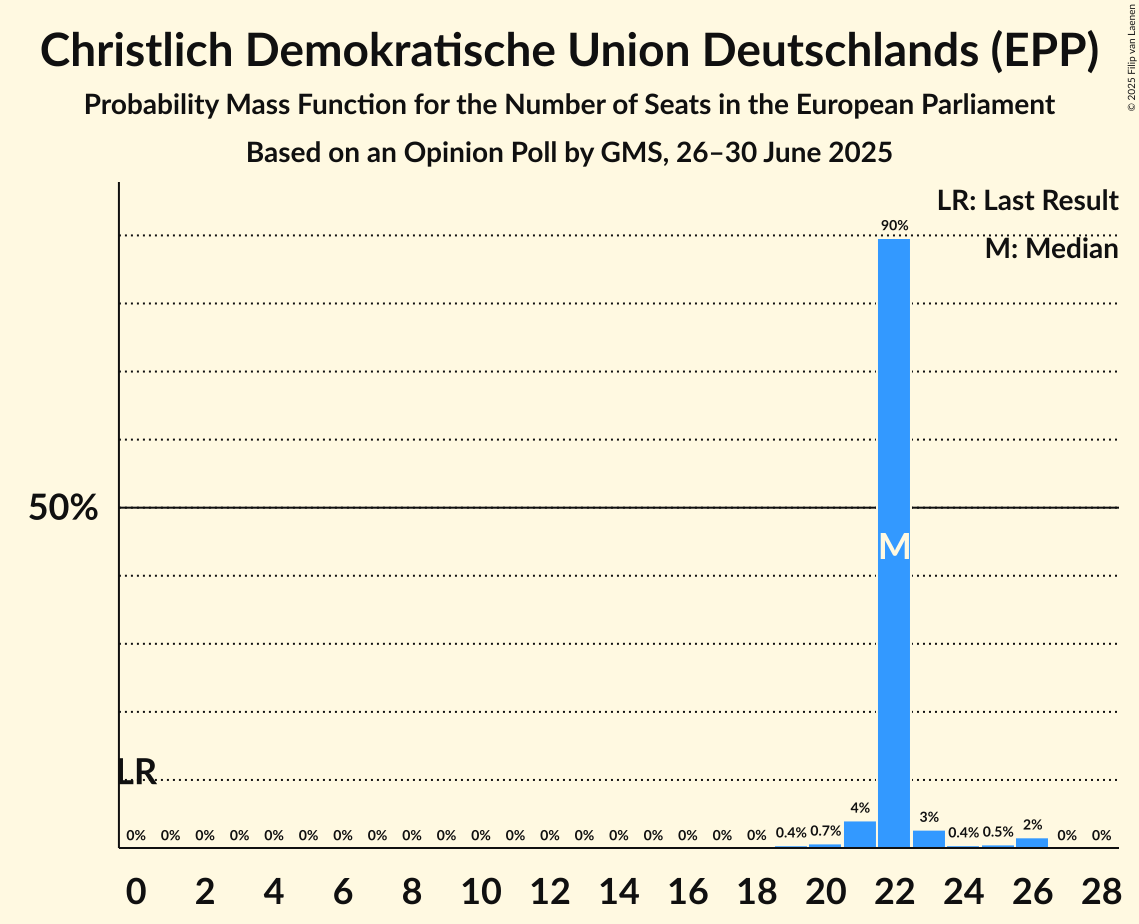 Christlich Demokratische Union Deutschlands (EPP)
Probability Mass Function for the Number of Seats in the European Parliament
Based on an Opinion Poll by GMS, 26–30 June 2025
© 2025 Filip van Laenen
LR: Last Result
M: Median
90%
50%
M
LR
0% 0% 0% 0% 0% 0% 0% 0% 0% 0% 0% 0% 0% 0% 0% 0% 0% 0% 0% 0.4% 0.7% 4% 3% 0.4% 0.5% 2% 0% 0%
0 2 4 6 8 10 12 14 16 18 20 22 24 26 28